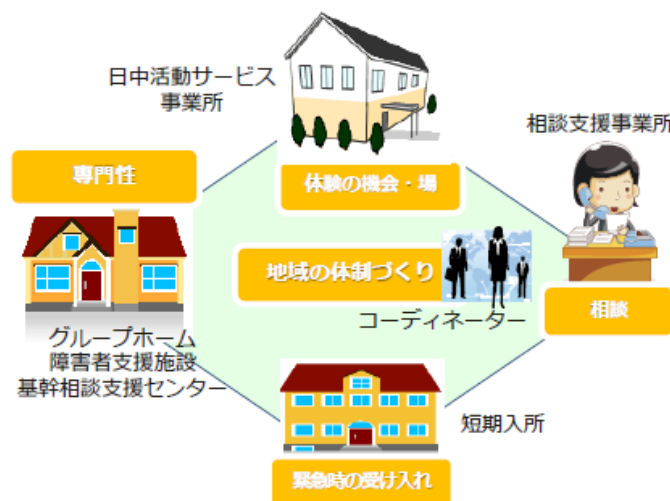 日中活動サービス
事業所
相談支援事業所
専門性
体験の機会・場
地域の体制づくり
コーディネーター
相談
グループホーム
障害者支援施設
基幹相談支援センター
短期入所
緊急時の受け入れ